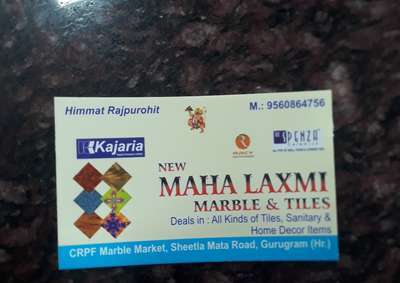 Himmat Rajpurohit
M.: 9560864756
Kajaria
SPENZA
NEW
MAHA LAXMI
MARBLE & TILES
Deals in : All Kinds of Tiles, Sanitary &
Home Decor Items
CRPF Marble Market, Sheetla Mata Road, Gurugram (Hr.)